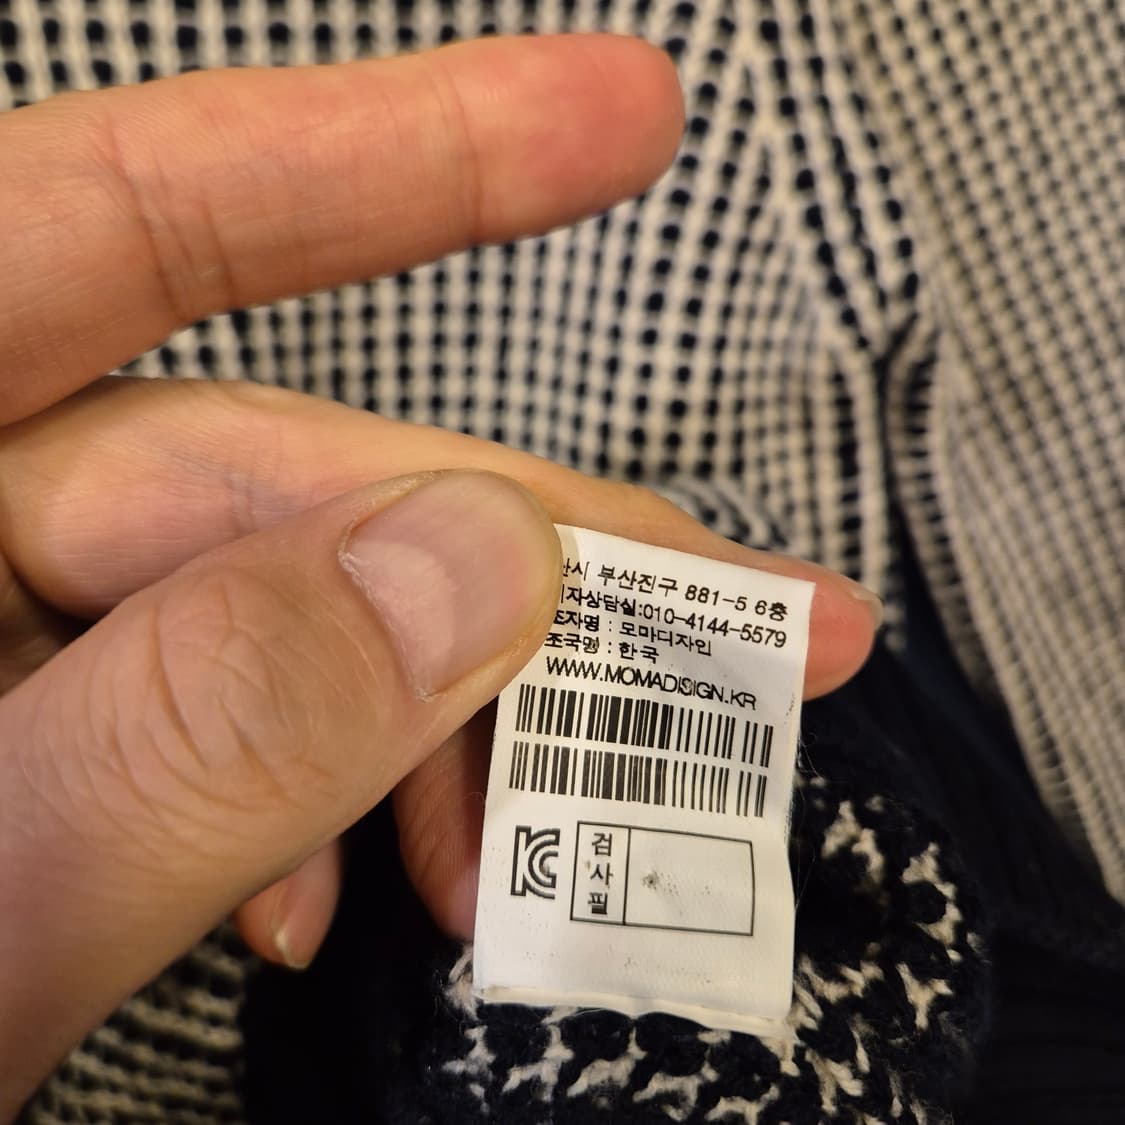 산시 부산진구 881-5 6층
자상담실:010-4144-5579
조자명 : 모마디자인
조국명 : 한국
WWW.MOMADISIGN.KR
KC
검
사
필